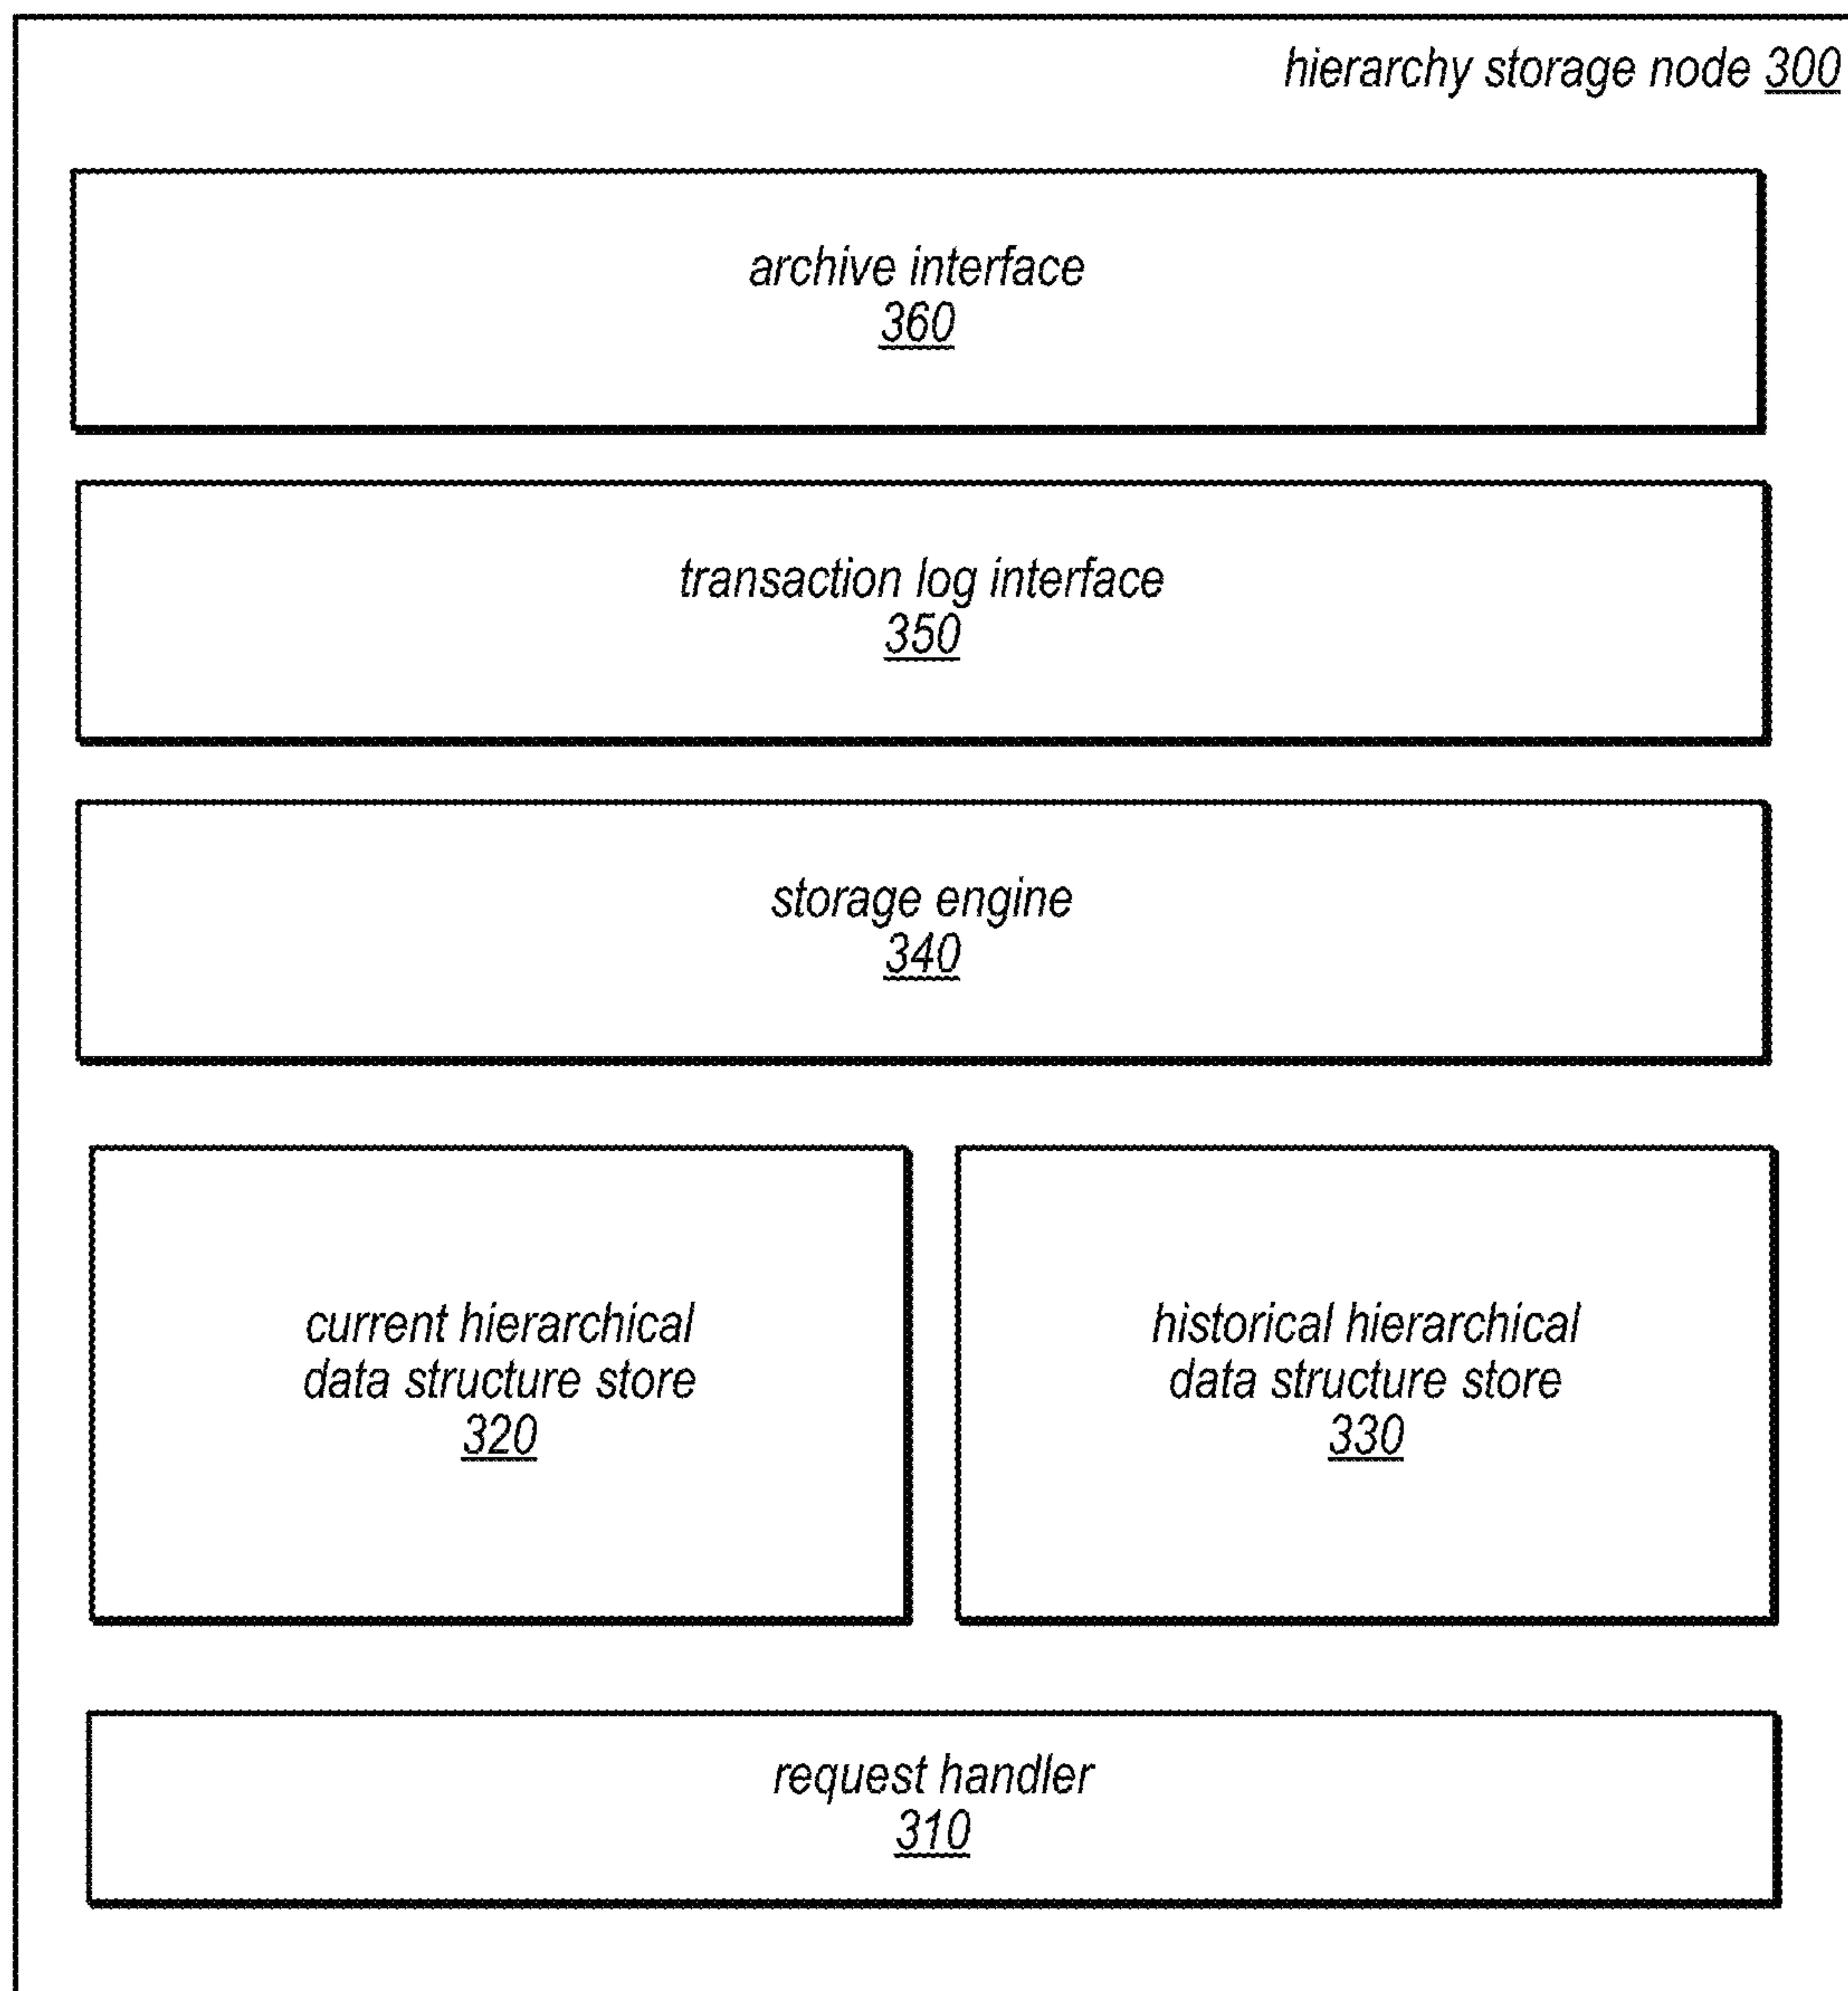 hierarchy storage node 300
archive interface
360
transaction log interface
350
storage engine
340
current hierarchical
data structure store
320
historical hierarchical
data structure store
330
request handler
310